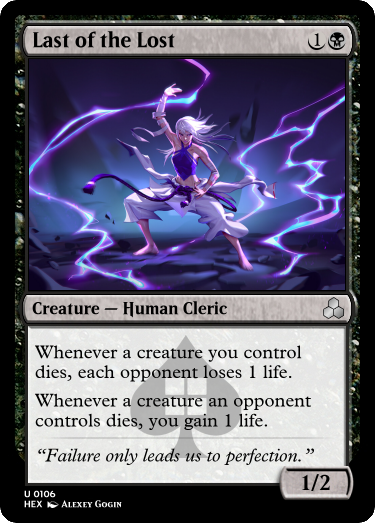 Last of the Lost 1
Creature — Human Cleric
Whenever a creature you control
dies, each opponent loses 1 life.
Whenever a creature an opponent
controls dies, you gain 1 life.
“Failure only leads us to perfection.”
1/2
U 0106
HEX Alexey Gogin